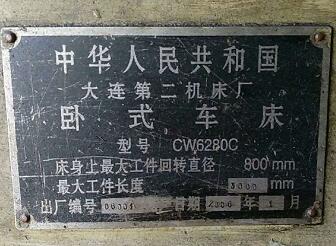 中华人民共和国
大连第二机床厂
卧式车床
型号 CW6280C
床身上最大工件回转直径 800 mm
最大工件长度 3000 mm
出厂编号 日期 2006 年 月